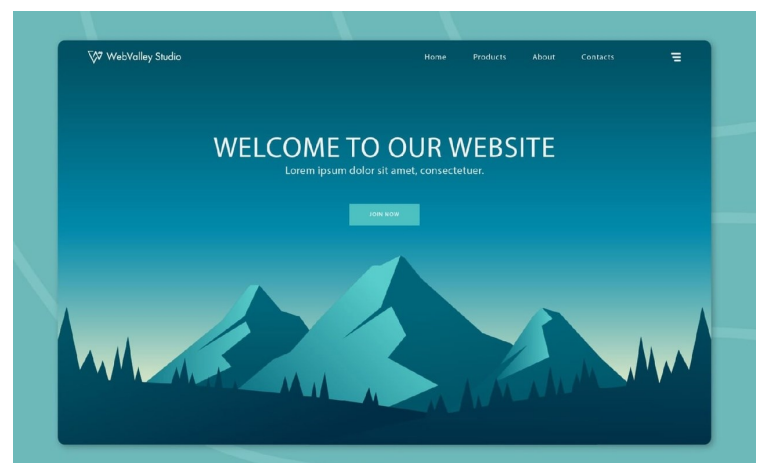 WebValley Studio
Home Products About Contacts
WELCOME TO OUR WEBSITE
Lorem ipsum dolor sit amet, consectetuer.
JOIN NOW